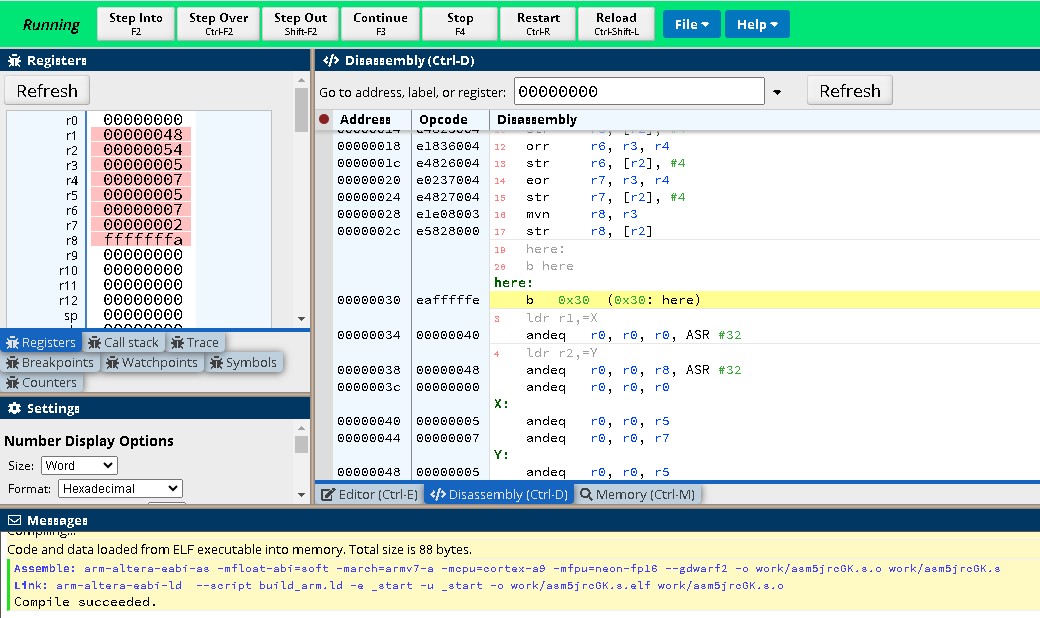 Running
Step Into
F2
Step Over
Ctrl-F2
Step Out
Shift-F2
Continue
F3
Stop
F4
Restart
Ctrl-R
Reload
Ctrl-Shift-L
File
Help
Registers
Refresh
r0 00000000
r1 00000048
r2 00000054
r3 00000005
r4 00000007
r5 00000005
r6 00000007
r7 00000002
r8 fffffffa
r9 00000000
r10 00000000
r11 00000000
r12 00000000
sp 00000000
Registers Call stack Trace
Breakpoints Watchpoints Symbols
Counters
Settings
Number Display Options
Size: Word
Format: Hexadecimal
Disassembly (Ctrl-D)
Go to address, label, or register: 00000000 Refresh
Address Opcode Disassembly
00000018 e1836004 12 orr r6, r3, r4
0000001c e4826004 13 str r6, [r2], #4
00000020 e0237004 14 eor r7, r3, r4
00000024 e4827004 15 str r7, [r2], #4
00000028 e1e08003 16 mvn r8, r3
0000002c e5828000 17 str r8, [r2]
19 here:
20 b here
here:
00000030 eafffffe b 0x30 (0x30: here)
3 ldr r1,=X
00000034 00000040 andeq r0, r0, r0, ASR #32
4 ldr r2,=Y
00000038 00000048 andeq r0, r0, r8, ASR #32
0000003c 00000000 andeq r0, r0, r0
X:
00000040 00000005 andeq r0, r0, r5
00000044 00000007 andeq r0, r0, r7
Y:
00000048 00000005 andeq r0, r0, r5
Editor (Ctrl-E) Disassembly (Ctrl-D) Memory (Ctrl-M)
Messages
Compiling...
Code and data loaded from ELF executable into memory. Total size is 88 bytes.
Assemble: arm-altera-eabi-as -mfloat-abi=soft -march=armv7-a -mcpu=cortex-a9 -mfpu=neon-fp16 --gdwarf2 -o work/asm5jrcGK.s.o work/asm5jrcGK.s
Link: arm-altera-eabi-ld --script build_arm.ld -e _start -u _start -o work/asm5jrcGK.s.elf work/asm5jrcGK.s.o
Compile succeeded.